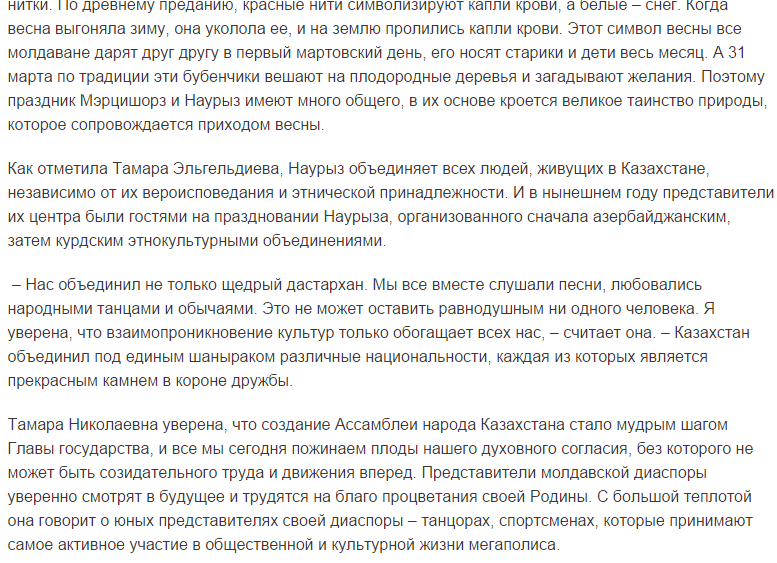 нитки. По древнему преданию, красные нити символизируют капли крови, а белые – снег. Когда
весна выгоняла зиму, она уколола ее, и на землю пролились капли крови. Этот символ весны все
молдаване дарят друг другу в первый мартовский день, его носят старики и дети весь месяц. А 31
марта по традиции эти бубенчики вешают на плодородные деревья и загадывают желания. Поэтому
праздник Мэрцишорз и Наурыз имеют много общего, в их основе кроется великое таинство природы,
которое сопровождается приходом весны.
Как отметила Тамара Эльгельдиева, Наурыз объединяет всех людей, живущих в Казахстане,
независимо от их вероисповедания и этнической принадлежности. И в нынешнем году представители
их центра были гостями на праздновании Наурыза, организованного сначала азербайджанским,
затем курдским этнокультурными объединениями.
– Нас объединил не только щедрый дастархан. Мы все вместе слушали песни, любовались
народными танцами и обычаями. Это не может оставить равнодушным ни одного человека. Я
уверена, что взаимопроникновение культур только обогащает всех нас, – считает она. – Казахстан
объединил под единым шаныраком различные национальности, каждая из которых является
прекрасным камнем в короне дружбы.
Тамара Николаевна уверена, что создание Ассамблеи народа Казахстана стало мудрым шагом
Главы государства, и все мы сегодня пожинаем плоды нашего духовного согласия, без которого не
может быть созидательного труда и движения вперед. Представители молдавской диаспоры
уверенно смотрят в будущее и трудятся на благо процветания своей Родины. С большой теплотой
она говорит о юных представителях своей диаспоры – танцорах, спортсменах, которые принимают
самое активное участие в общественной и культурной жизни мегаполиса.